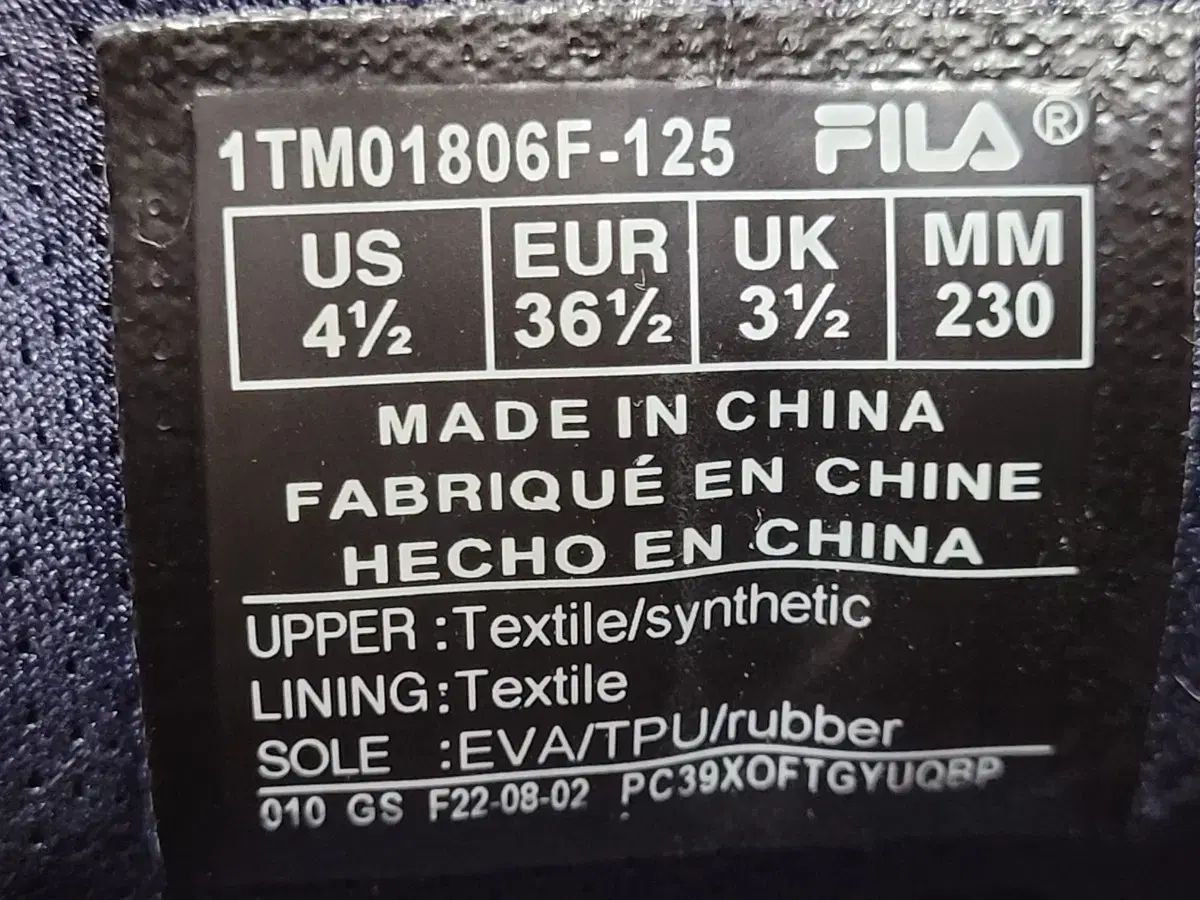 1TM01806F-125 FILA®
US EUR UK MM
4½ 36½ 3½ 230
MADE IN CHINA
FABRIQUÉ EN CHINE
HECHO EN CHINA
UPPER :Textile/synthetic
LINING:Textile
SOLE :EVA/TPU/rubber
010 GS F22-08-02 PC39XOFTGYUQBP